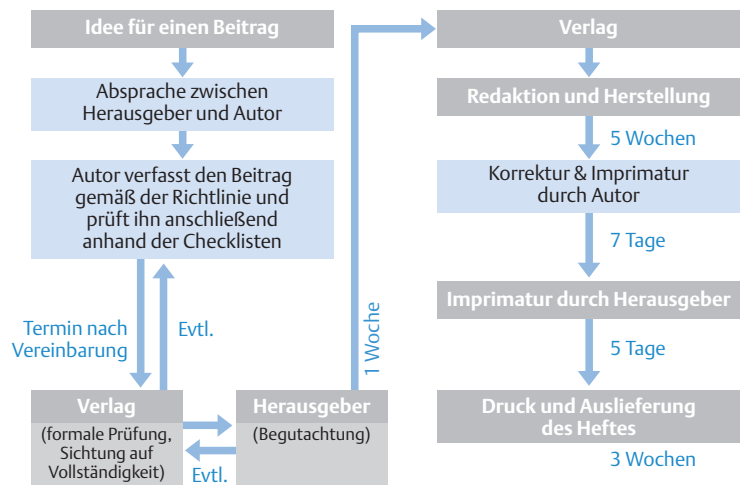 Idee für einen Beitrag
Absprache zwischen
Herausgeber und Autor
Autor verfasst den Beitrag
gemäß der Richtlinie und
prüft ihn anschließend
anhand der Checklisten
Termin nach
Vereinbarung
Evtl.
Verlag
(formale Prüfung,
Sichtung auf
Vollständigkeit)
Evtl.
Herausgeber
(Begutachtung)
1 Woche
Verlag
Redaktion und Herstellung
5 Wochen
Korrektur & Imprimatur
durch Autor
7 Tage
Imprimatur durch Herausgeber
5 Tage
Druck und Auslieferung
des Heftes
3 Wochen